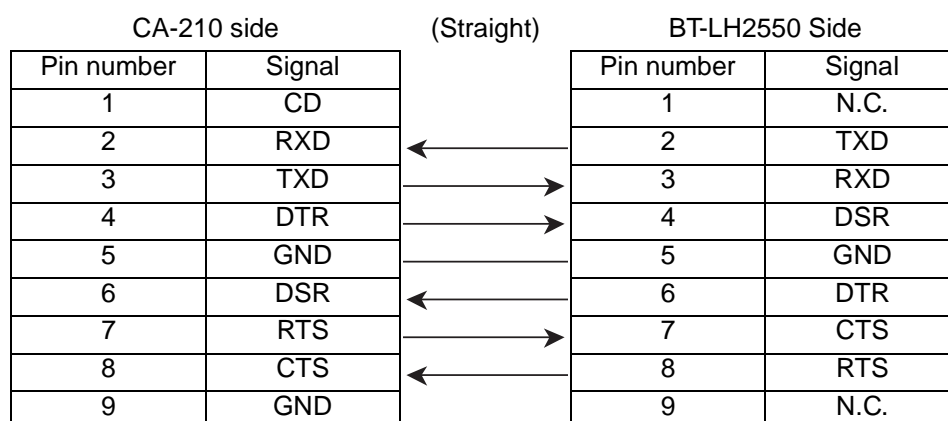 CA-210 side (Straight) BT-LH2550 Side
Pin number Signal Pin number Signal
1 CD 1 N.C.
2 RXD 2 TXD
3 TXD 3 RXD
4 DTR 4 DSR
5 GND 5 GND
6 DSR 6 DTR
7 RTS 7 CTS
8 CTS 8 RTS
9 GND 9 N.C.